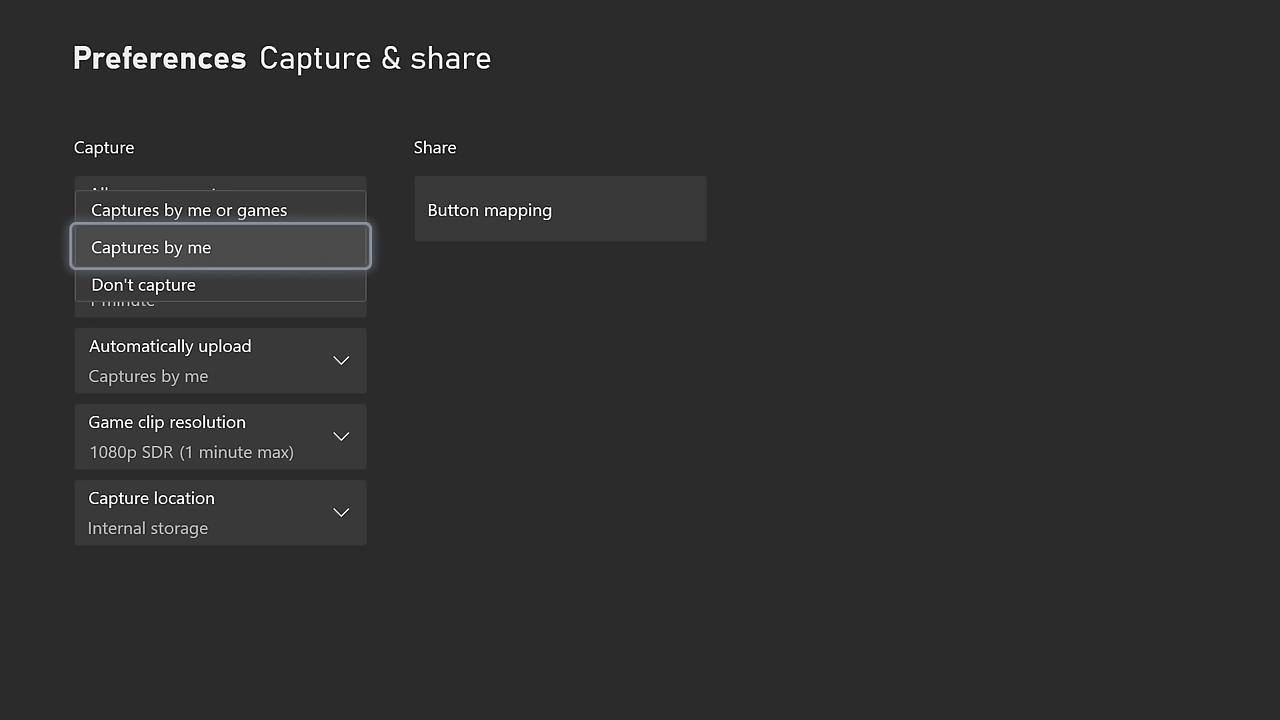 Preferences Capture & share
Capture
Share
Captures by me or games
Captures by me
Don't capture
Button mapping
Automatically upload
Captures by me
Game clip resolution
1080p SDR (1 minute max)
Capture location
Internal storage